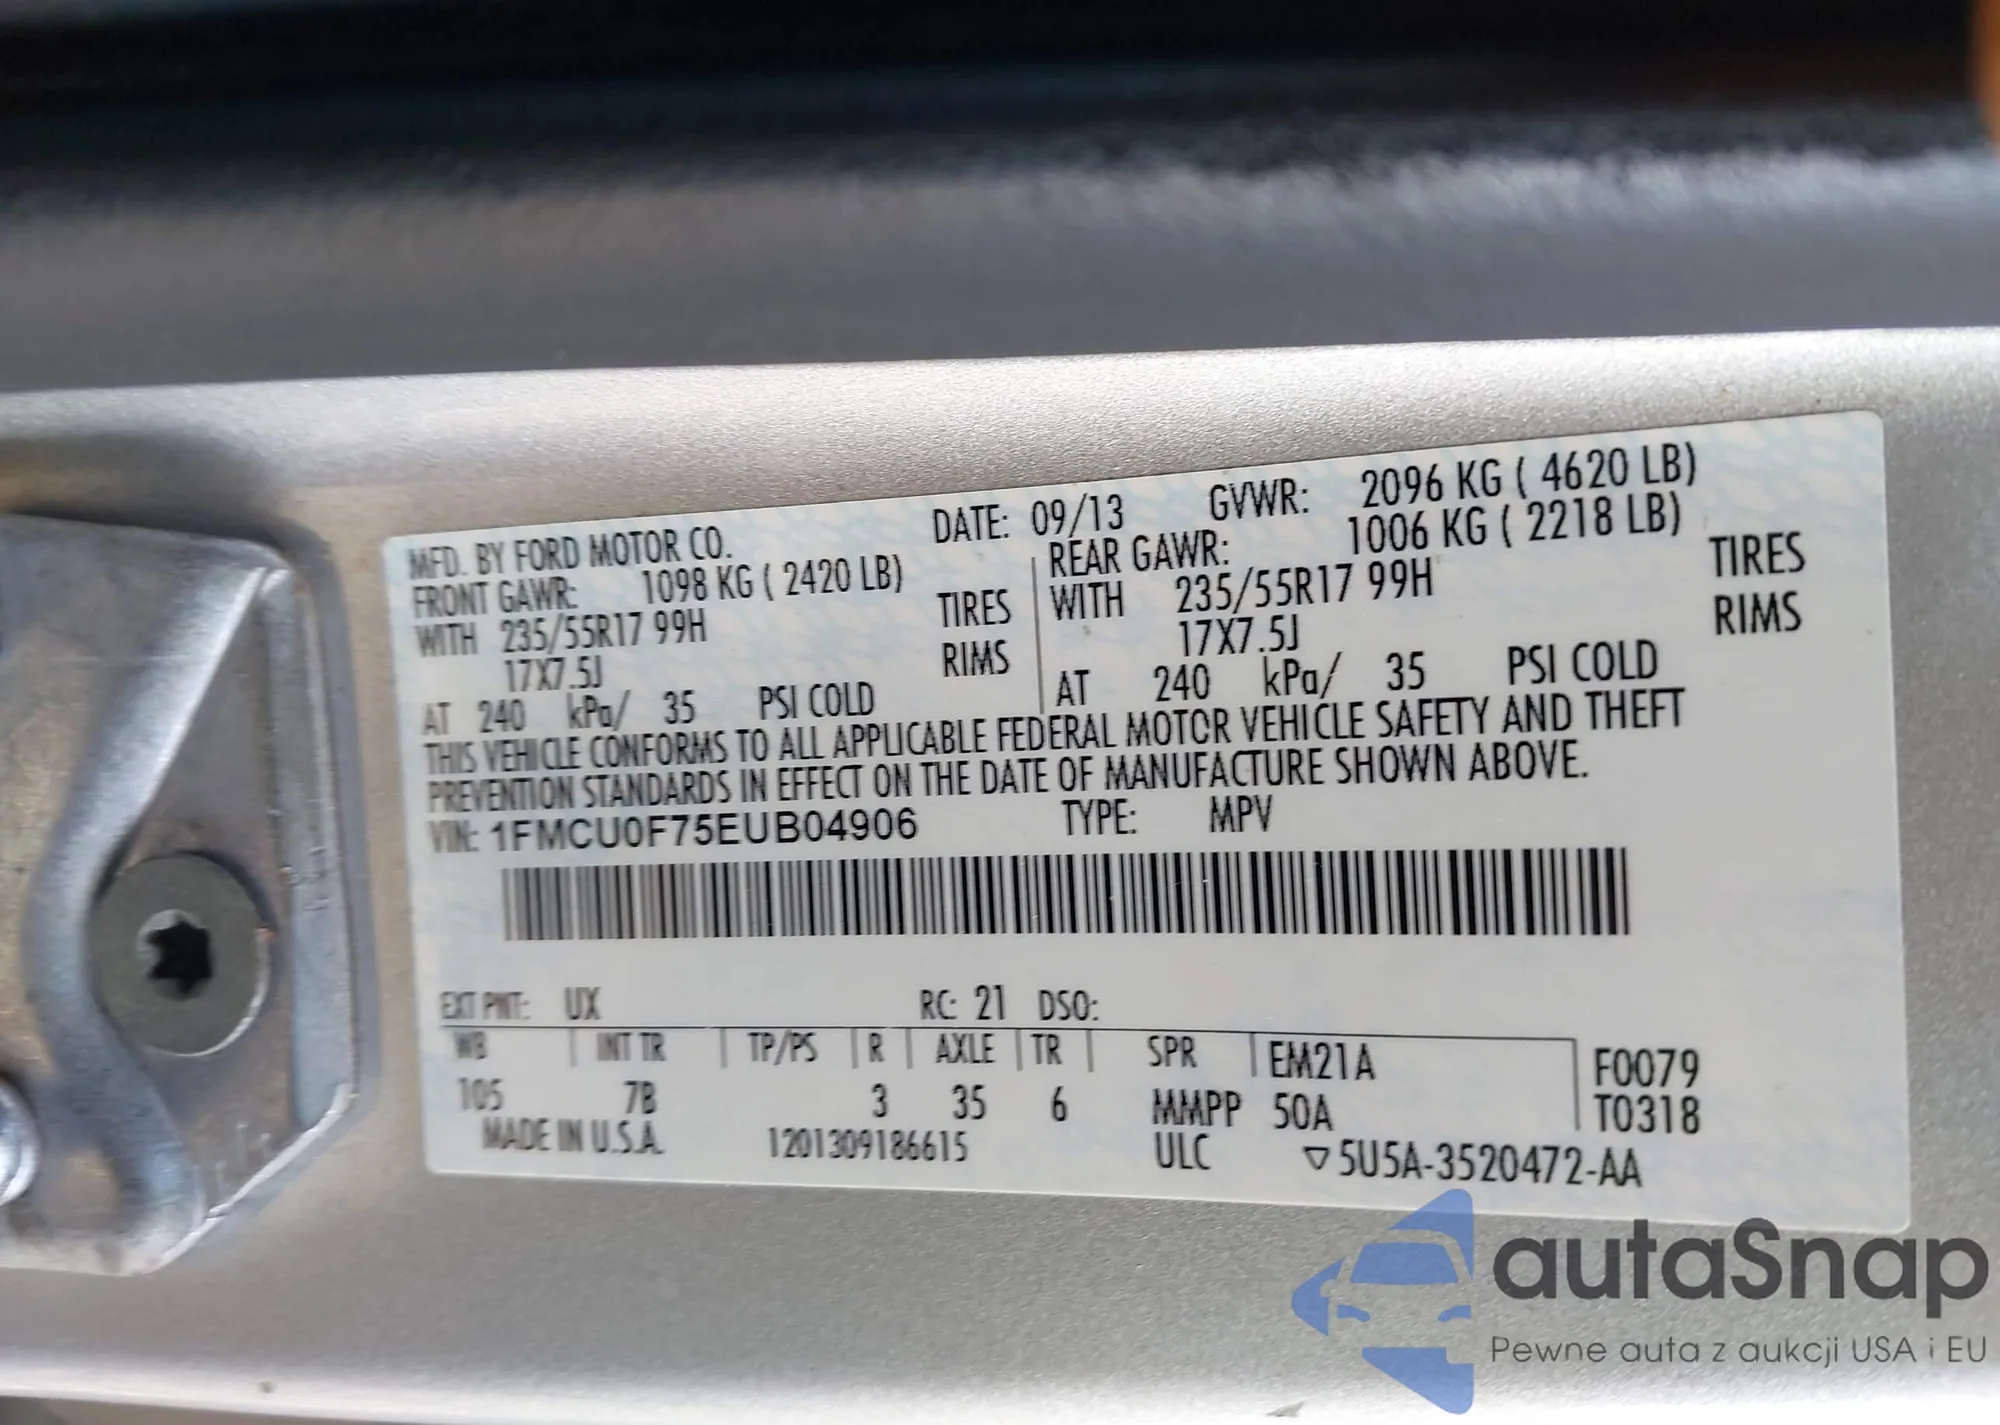 MFD. BY FORD MOTOR CO. DATE: 09/13 GVWR: 2096 KG ( 4620 LB)
FRONT GAWR: 1098 KG ( 2420 LB) REAR GAWR: 1006 KG ( 2218 LB)
WITH 235/55R17 99H TIRES WITH 235/55R17 99H TIRES
17X7.5J RIMS 17X7.5J RIMS
AT 240 kPa/ 35 PSI COLD AT 240 kPa/ 35 PSI COLD
THIS VEHICLE CONFORMS TO ALL APPLICABLE FEDERAL MOTOR VEHICLE SAFETY AND THEFT
PREVENTION STANDARDS IN EFFECT ON THE DATE OF MANUFACTURE SHOWN ABOVE.
VIN: 1FMCU0F75EUB04906 TYPE: MPV
EXT PNT: UX RC: 21 DSO:
WB INT TR TP/PS R AXLE TR SPR EM21A F0079
105 7B 3 35 6 MMPP 50A T0318
MADE IN U.S.A. 1201309186615 ULC ▽5U5A-3520472-AA
autaSnap
Pewne auta z aukcji USA i EU